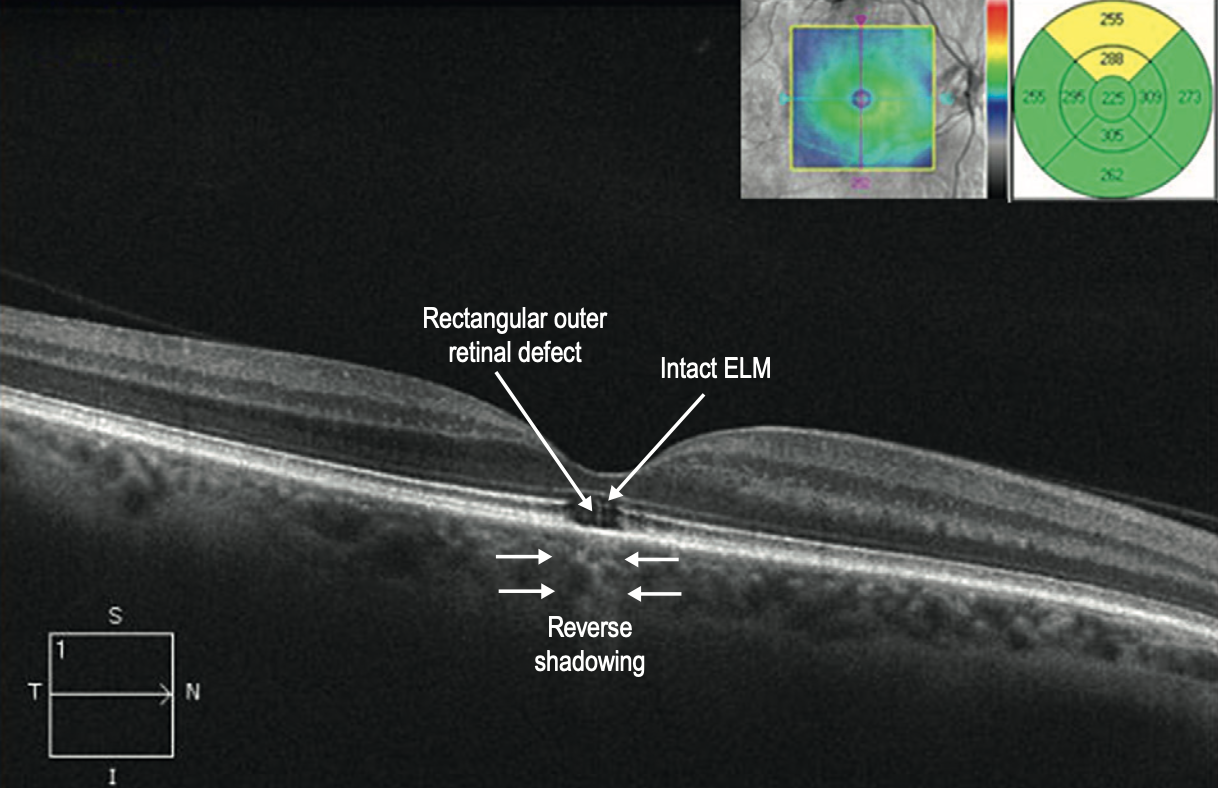 255
288
255 295 225 309 273
305
262
Rectangular outer
retinal defect
Intact ELM
Reverse
shadowing
S
1
T N
I